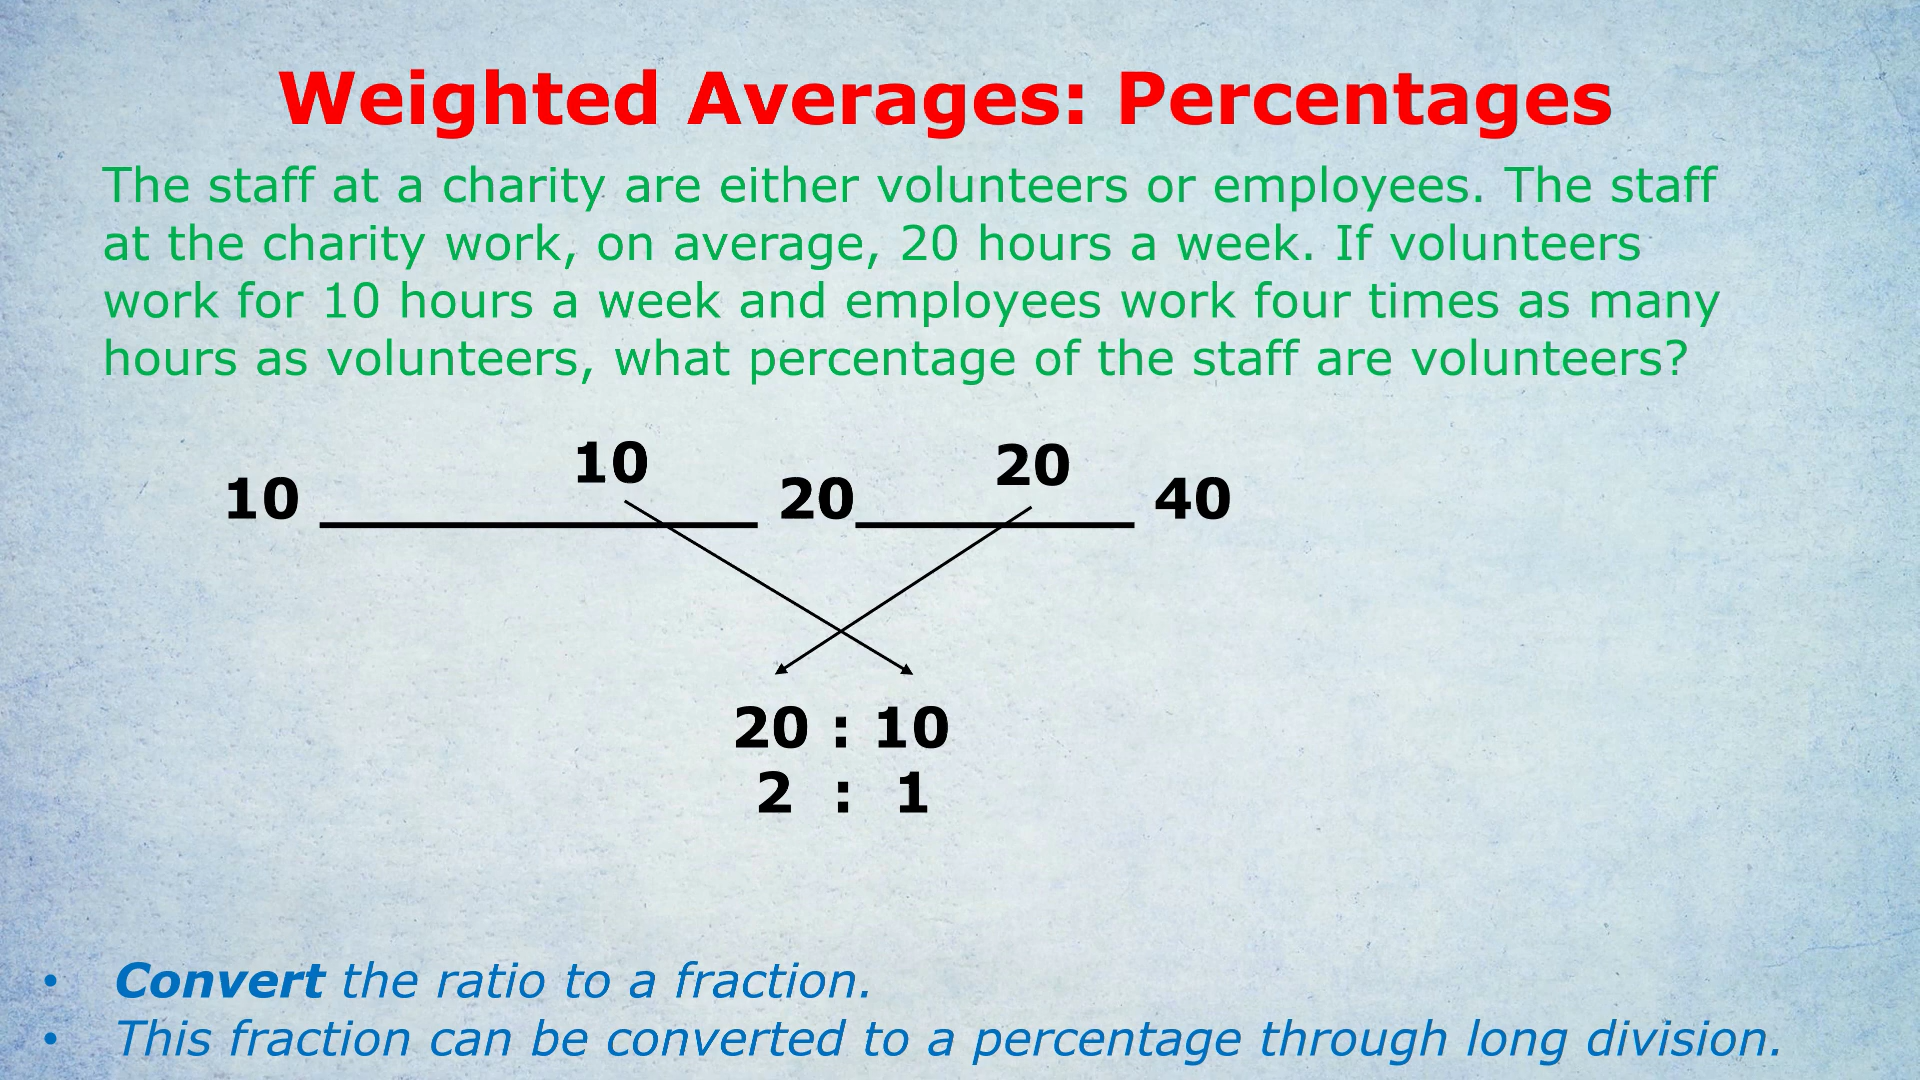 Weighted Averages: Percentages
The staff at a charity are either volunteers or employees. The staff
at the charity work, on average, 20 hours a week. If volunteers
work for 10 hours a week and employees work four times as many
hours as volunteers, what percentage of the staff are volunteers?
10 20
10 20 40
20 : 10
2 : 1
• Convert the ratio to a fraction.
• This fraction can be converted to a percentage through long division.